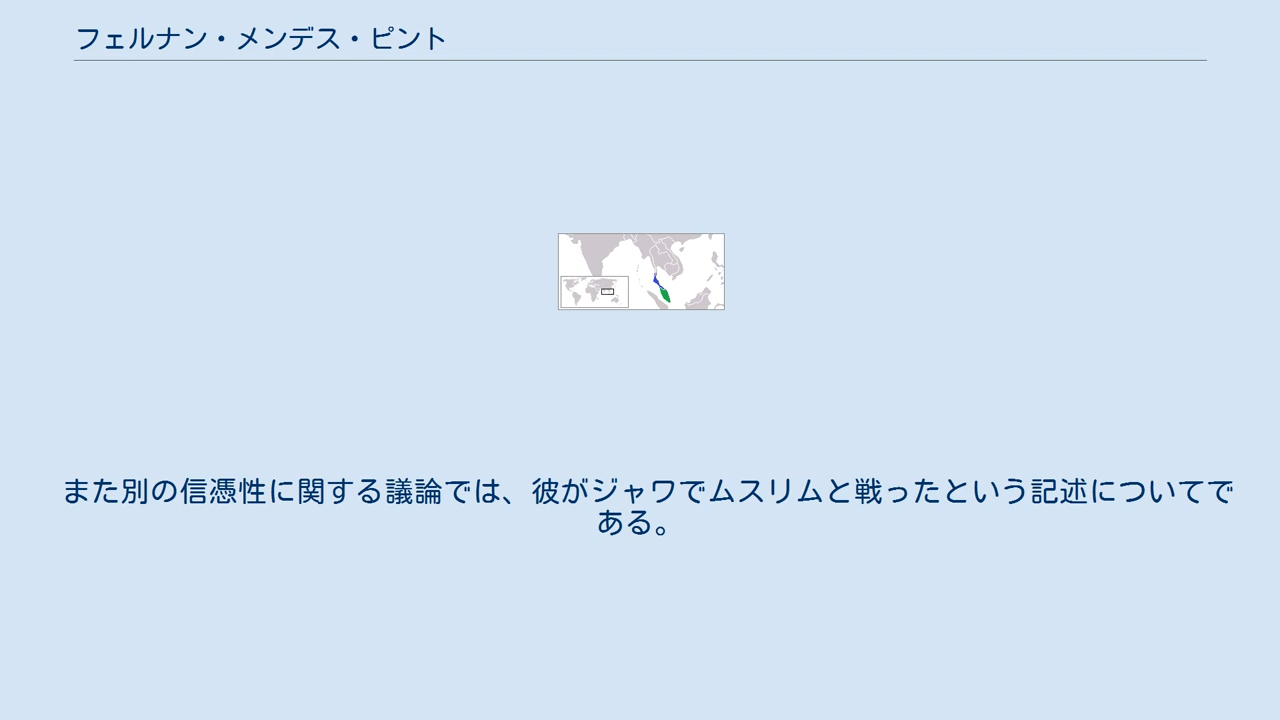 フェルナン・メンデス・ピント
また別の信憑性に関する議論では、彼がジャワでムスリムと戦ったという記述についてで
ある。